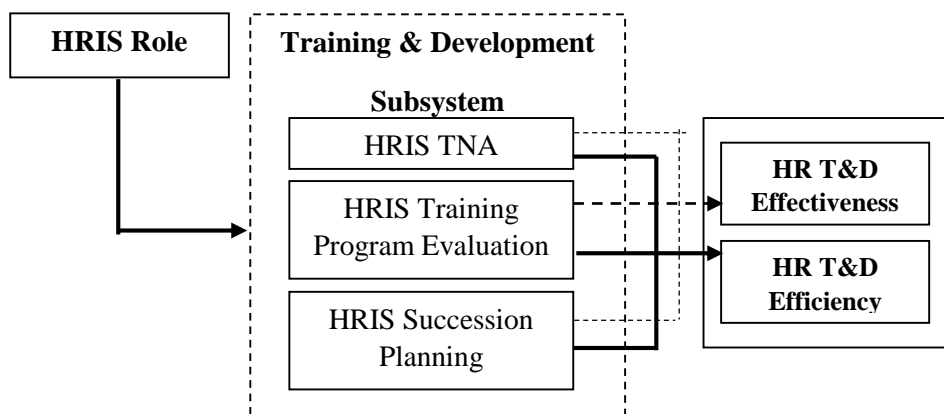 HRIS Role
Training & Development
Subsystem
HRIS TNA
HRIS Training
Program Evaluation
HRIS Succession
Planning
HR T&D
Effectiveness
HR T&D
Efficiency